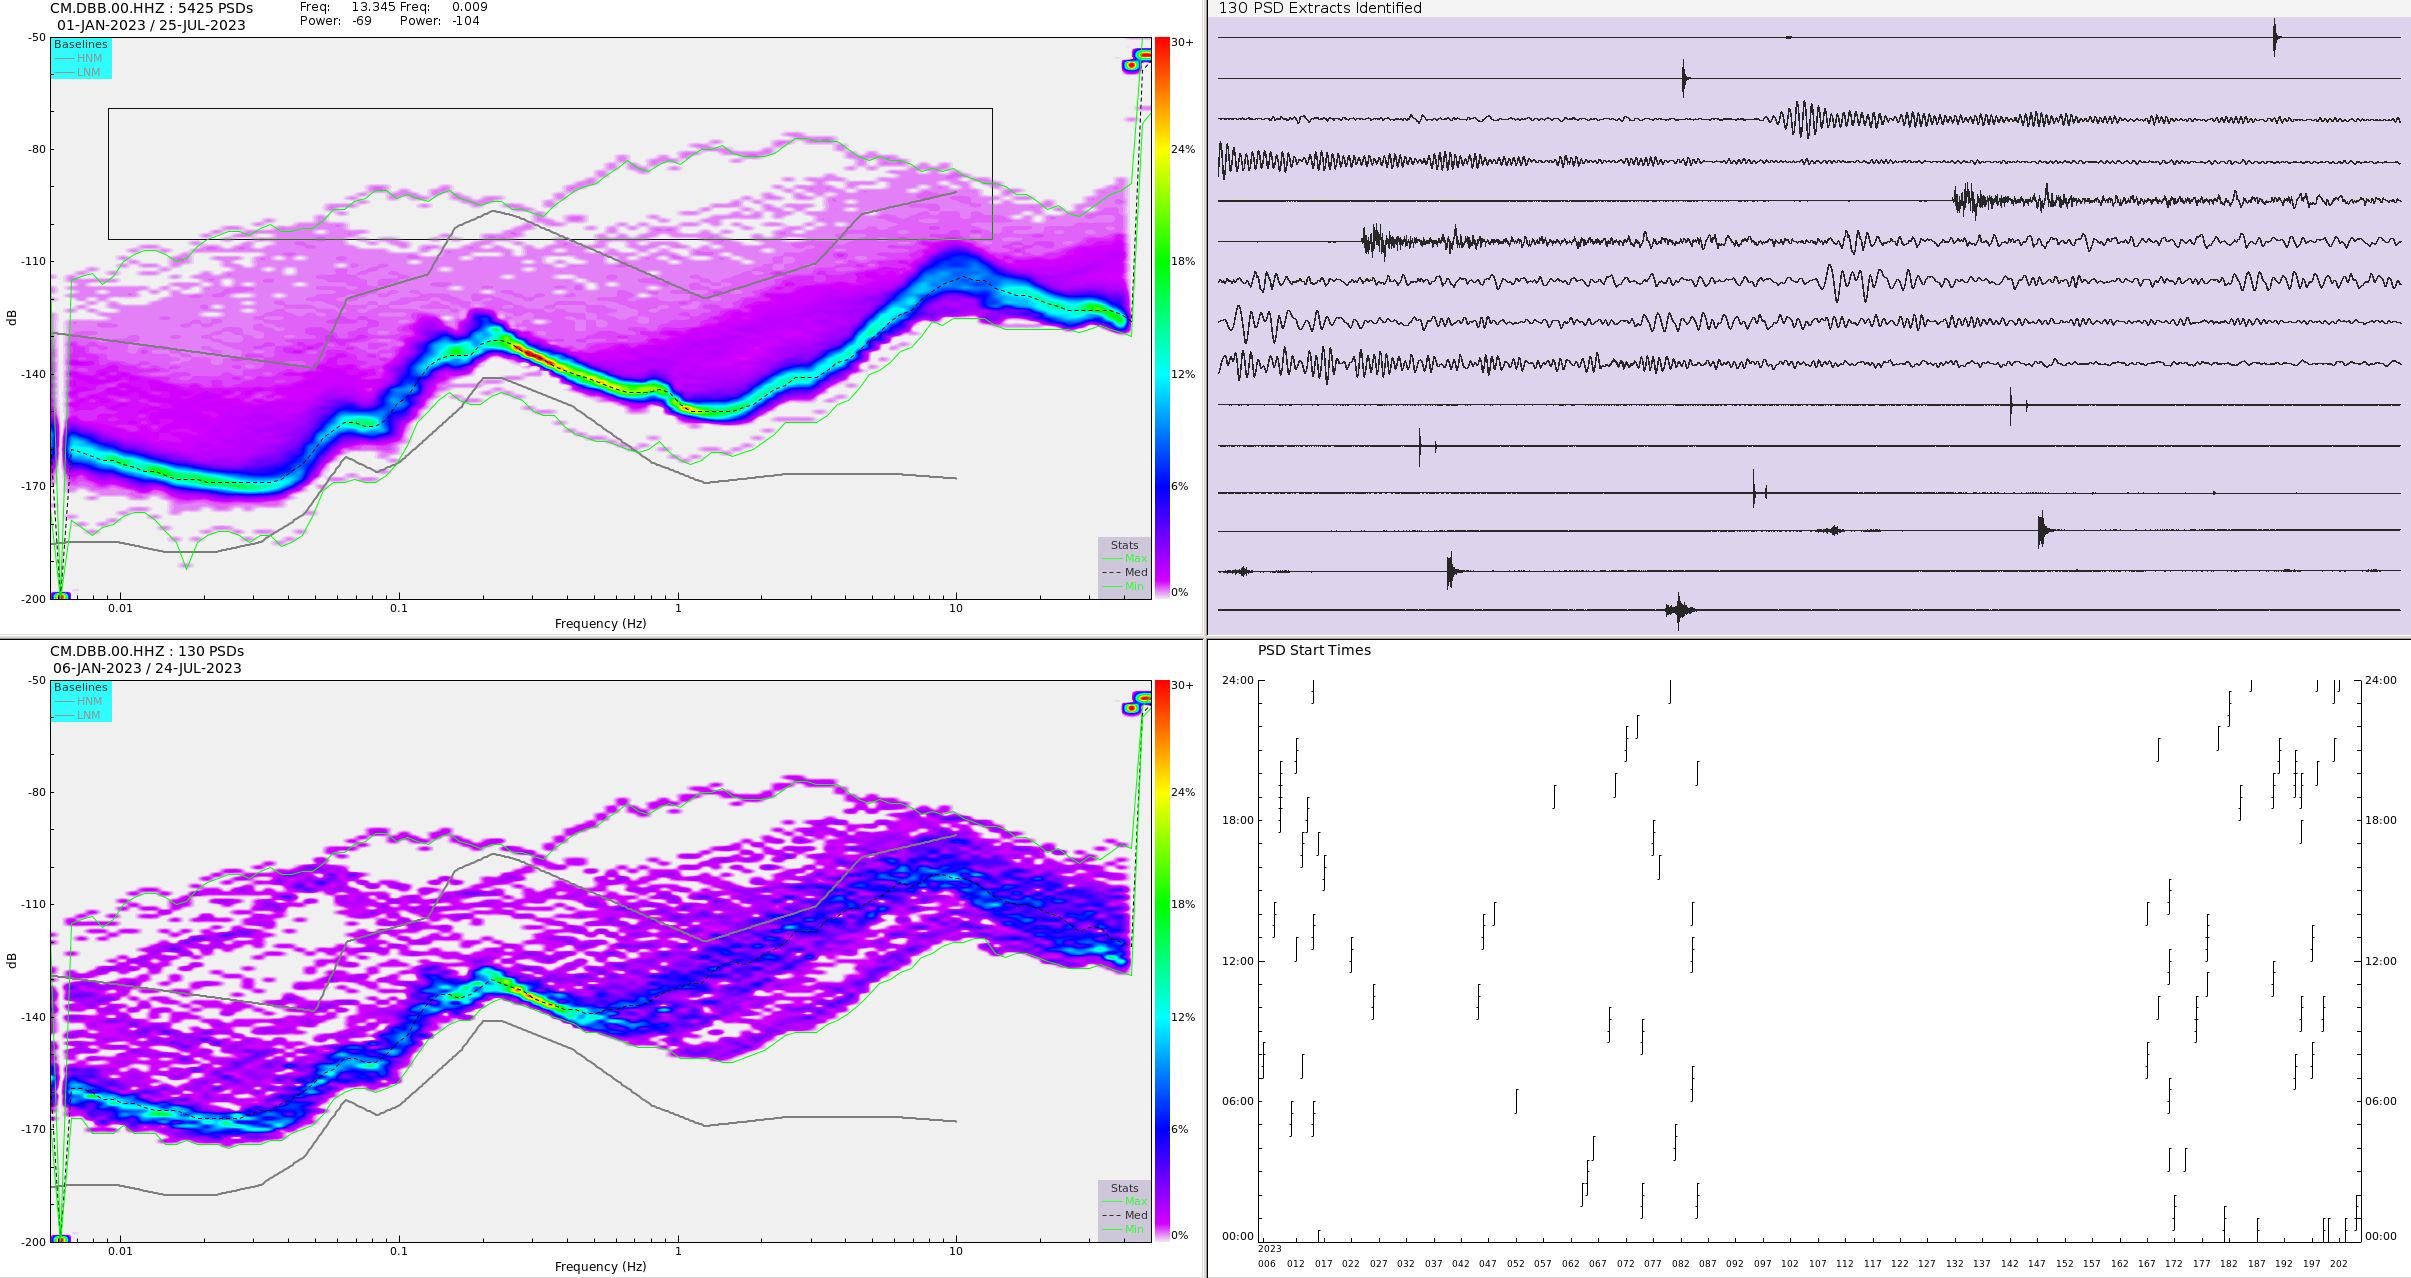 CM.DBB.00.HHZ : 5425 PSDs
01-JAN-2023 / 25-JUL-2023
Freq: 13.345 Freq: 0.009
Power: -69 Power: -104
Baselines
HNM
LNM
-50
-80
-110
-140
-170
-200
dB
0.01 0.1 1 10
Frequency (Hz)
Stats
Max
Med
Min
30+
24%
18%
12%
6%
0%
130 PSD Extracts Identified
CM.DBB.00.HHZ : 130 PSDs
06-JAN-2023 / 24-JUL-2023
Baselines
HNM
LNM
-50
-80
-110
-140
-170
-200
dB
0.01 0.1 1 10
Frequency (Hz)
Stats
Max
Med
Min
30+
24%
18%
12%
6%
0%
PSD Start Times
24:00 24:00
18:00 18:00
12:00 12:00
06:00 06:00
00:00 00:00
2023
006 012 017 022 027 032 037 042 047 052 057 062 067 072 077 082 087 092 097 102 107 112 117 122 127 132 137 142 147 152 157 162 167 172 177 182 187 192 197 202